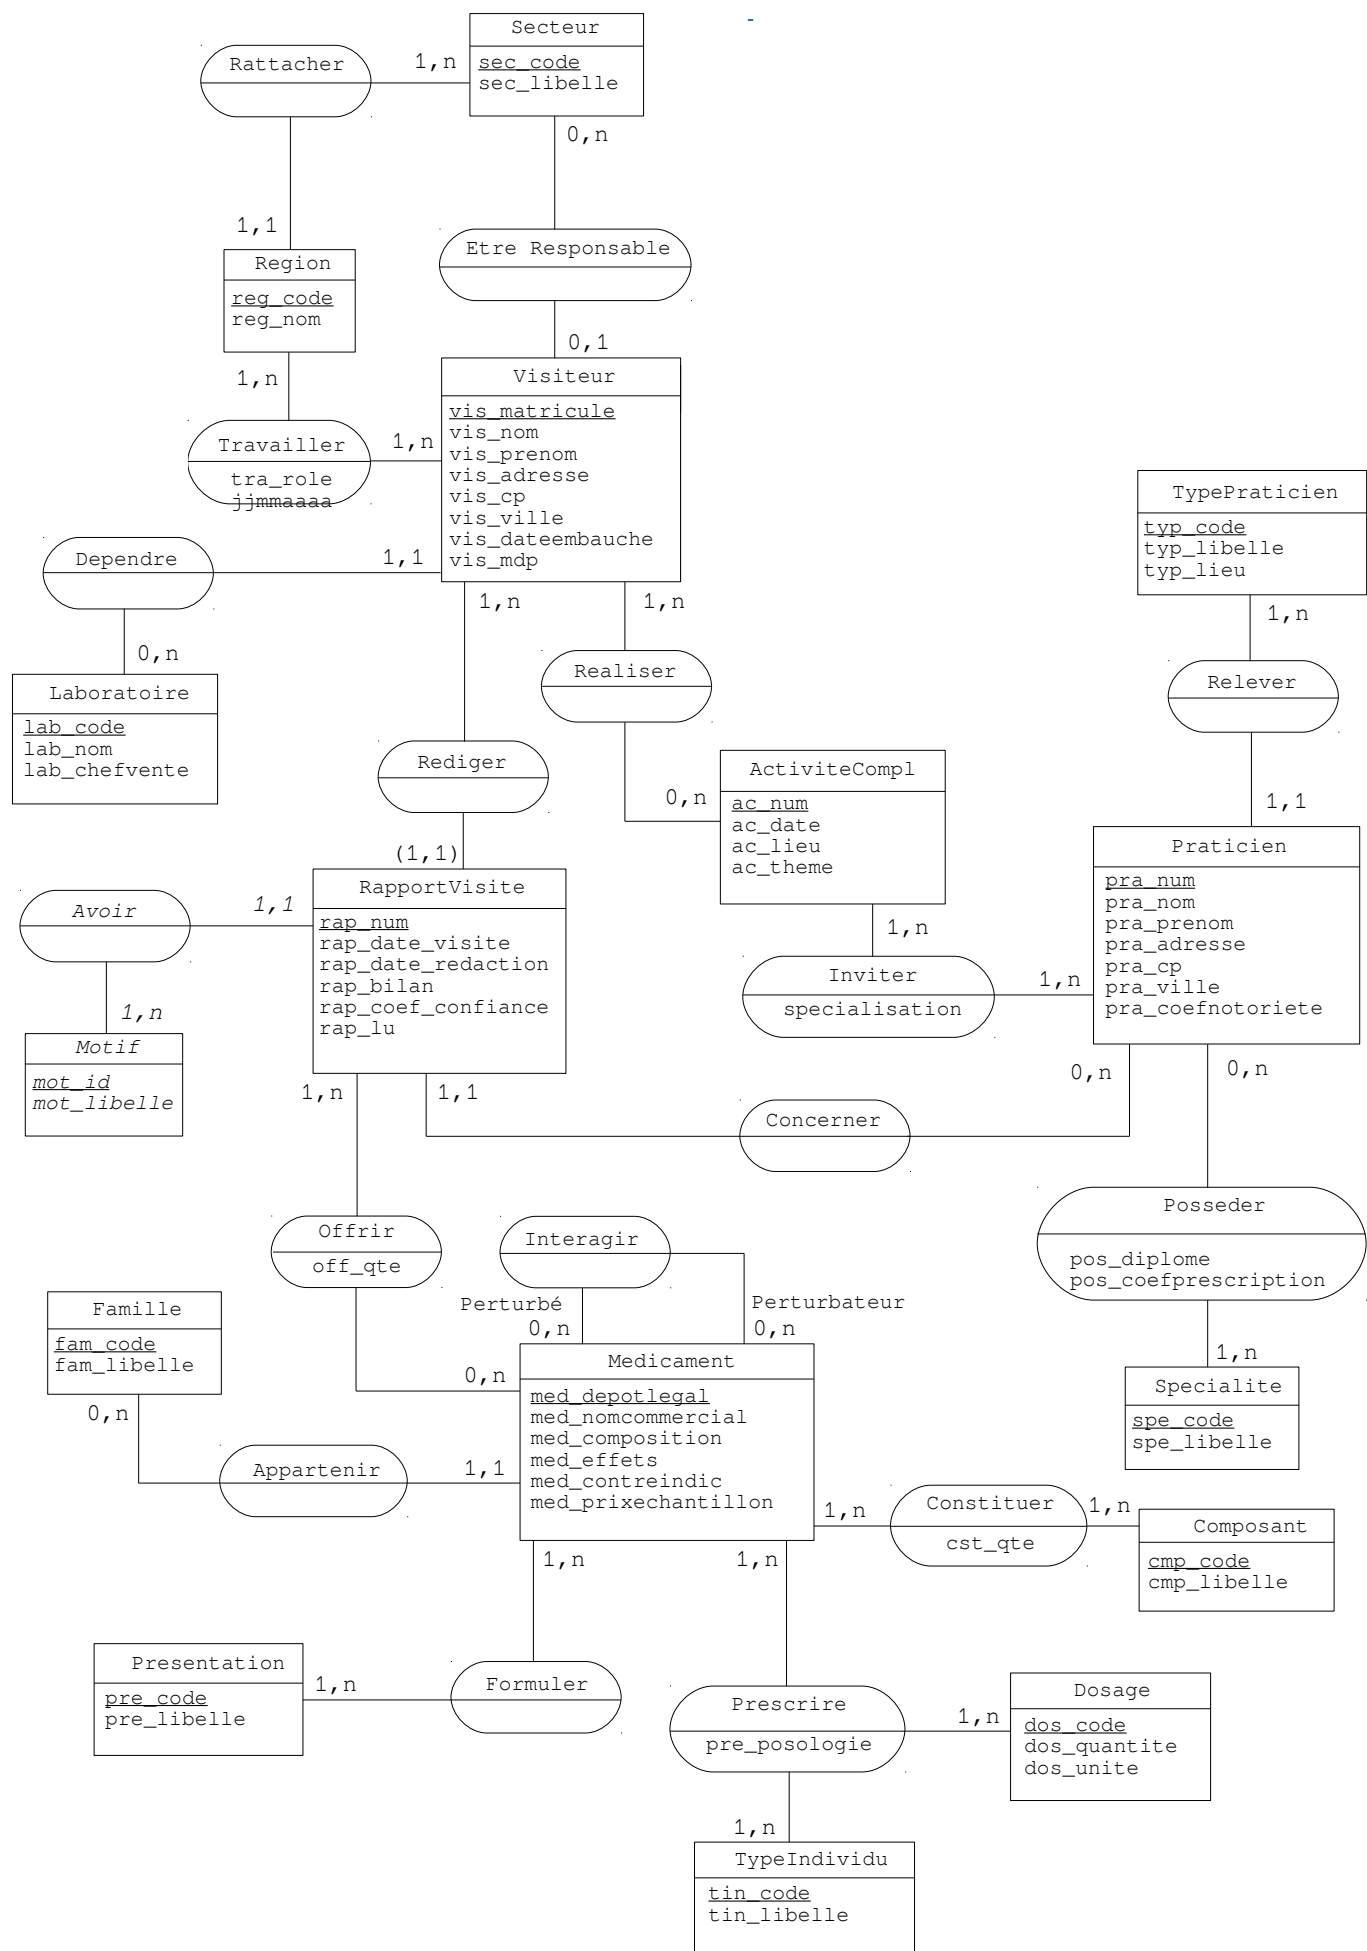 Secteur
sec_code
sec_libelle
Rattacher
1,n
0,n
1,1
Etre Responsable
Region
reg_code
reg_nom
0,1
1,n
Visiteur
vis_matricule
vis_nom
vis_prenom
vis_adresse
vis_cp
vis_ville
vis_dateembauche
vis_mdp
Travailler
tra_role
jjmmaaaa
1,n
TypePraticien
typ_code
typ_libelle
typ_lieu
Dependre
1,1
1,n
1,n
1,n
0,n
Realiser
Relever
Laboratoire
lab_code
lab_nom
lab_chefvente
Rediger
ActiviteCompl
ac_num
ac_date
ac_lieu
ac_theme
0,n
1,1
(1,1)
Praticien
pra_num
pra_nom
pra_prenom
pra_adresse
pra_cp
pra_ville
pra_coefnotoriete
RapportVisite
rap_num
rap_date_visite
rap_date_redaction
rap_bilan
rap_coef_confiance
rap_lu
Avoir
1,1
1,n
Inviter
specialisation
1,n
1,n
Motif
mot_id
mot_libelle
1,n
1,1
0,n
0,n
Concerner
Posseder
pos_diplome
pos_coefprescription
Offrir
off_qte
Interagir
Perturbé
0,n
Perturbateur
0,n
Famille
fam_code
fam_libelle
0,n
0,n
Medicament
med_depotlegal
med_nomcommercial
med_composition
med_effets
med_contreindic
med_prixechantillon
1,n
Specialite
spe_code
spe_libelle
Appartenir
1,1
1,n
Constituer
cst_qte
1,n
Composant
cmp_code
cmp_libelle
1,n
1,n
Presentation
pre_code
pre_libelle
1,n
Formuler
Prescrire
pre_posologie
1,n
Dosage
dos_code
dos_quantite
dos_unite
1,n
TypeIndividu
tin_code
tin_libelle